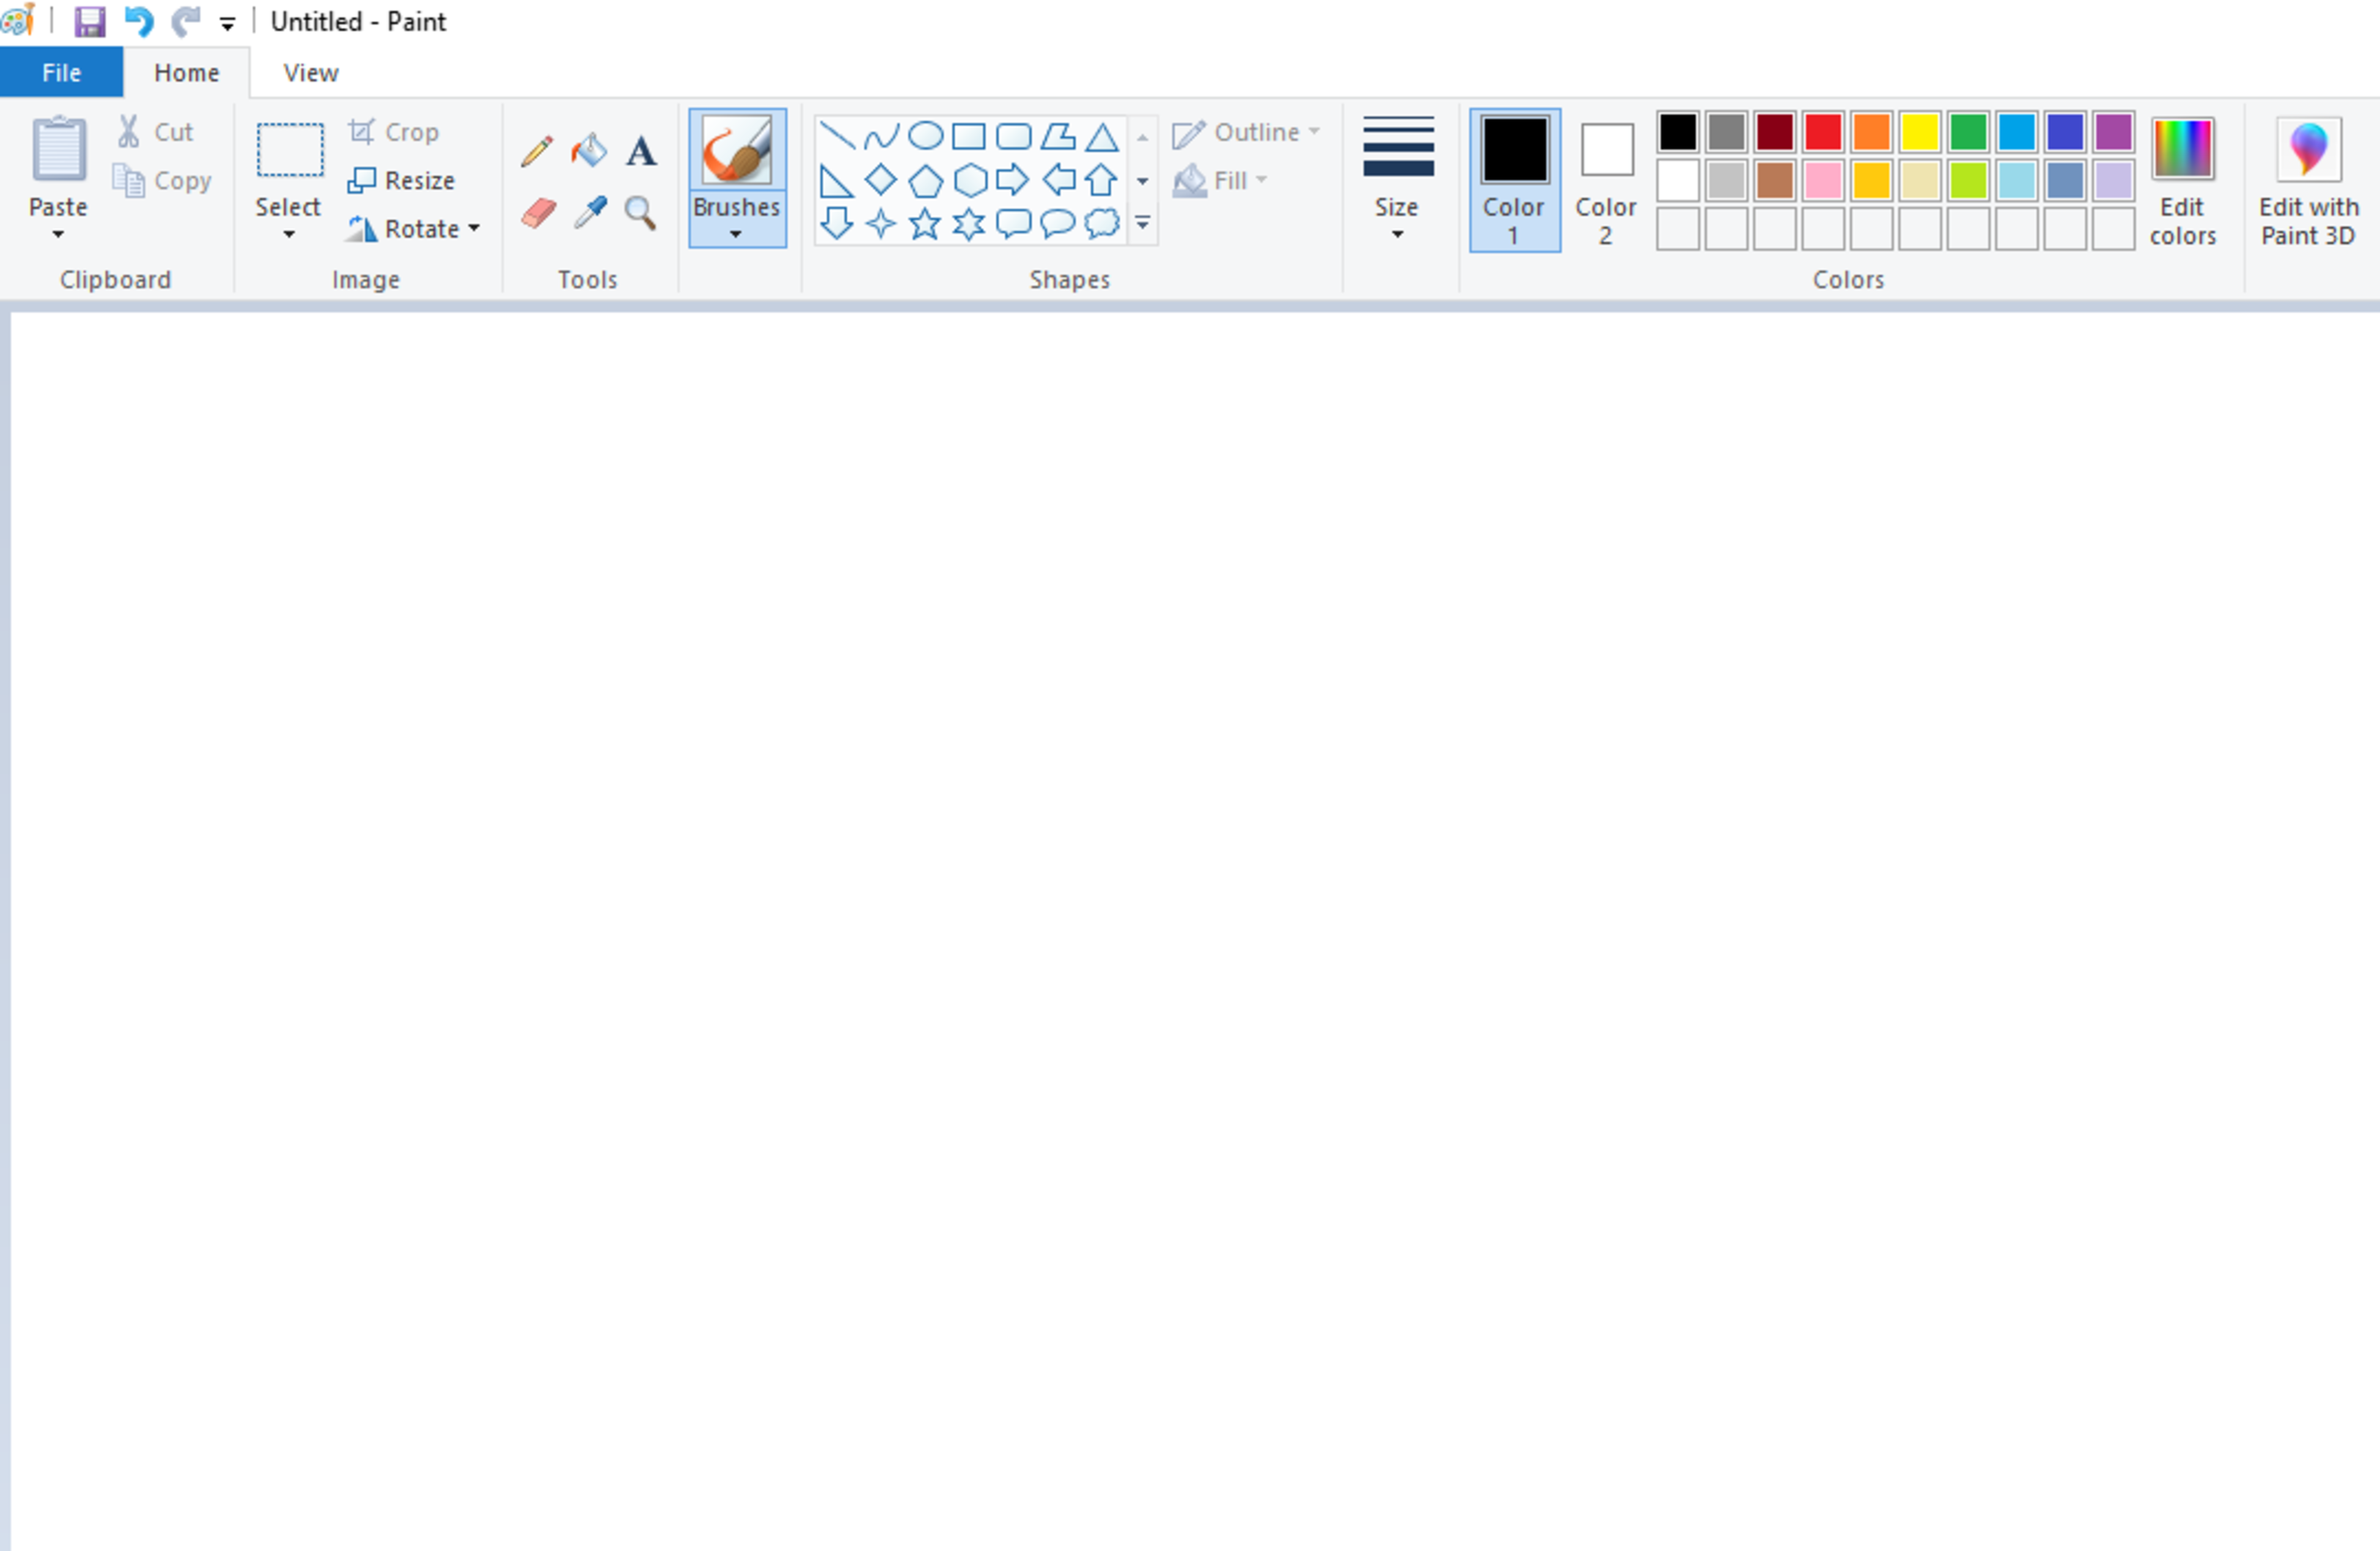 Untitled - Paint
File Home View
Paste
Cut
Copy
Clipboard
Select
Crop
Resize
Rotate
Image
A
Tools
Brushes
Shapes
Outline
Fill
Size
Color
1
Color
2
Colors
Edit
colors
Edit with
Paint 3D